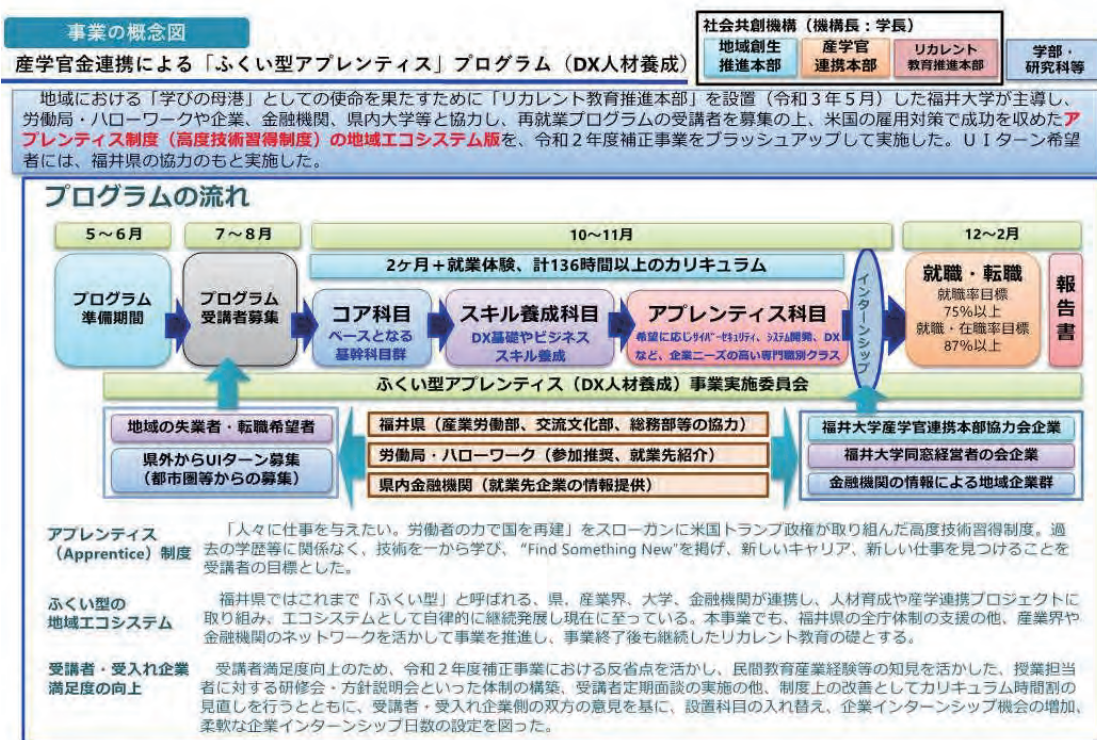 事業の概念図
社会共創機構（機構長：学長）
地域創生
推進本部
産学官
連携本部
リカレント
教育推進本部
学部・
研究科等
産学官金連携による「ふくい型アプレンティス」プログラム（DX人材養成）
地域における「学びの母港」としての使命を果たすために「リカレント教育推進本部」を設置（令和３年５月）した福井大学が主導し、
労働局・ハローワークや企業、金融機関、県内大学等と協力し、再就業プログラムの受講者を募集の上、米国の雇用対策で成功を収めたア
プレンティス制度（高度技術習得制度）の地域エコシステム版を、令和２年度補正事業をブラッシュアップして実施した。ＵＩターン希望
者には、福井県の協力のもと実施した。
プログラムの流れ
5～6月
7～8月
10～11月
12～2月
2ヶ月＋就業体験、計136時間以上のカリキュラム
プログラム
準備期間
プログラム
受講者募集
コア科目
ベースとなる
基幹科目群
スキル養成科目
DX基礎やビジネス
スキル養成
アプレンティス科目
希望に応じサイバーセキュリティ、システム開発、DX
など、企業ニーズの高い専門職別クラス
インターンシップ
就職・転職
就職率目標
75%以上
就職・在職率目標
87%以上
報告書
ふくい型アプレンティス（DX人材養成）事業実施委員会
地域の失業者・転職希望者
県外からUIターン募集
（都市圏等からの募集）
福井県（産業労働部、交流文化部、総務部等の協力）
労働局・ハローワーク（参加推奨、就業先紹介）
県内金融機関（就業先企業の情報提供）
福井大学産学官連携本部協力会企業
福井大学同窓経営者の会企業
金融機関の情報による地域企業群
アプレンティス
（Apprentice）制度
「人々に仕事を与えたい。労働者の力で国を再建」をスローガンに米国トランプ政権が取り組んだ高度技術習得制度。過
去の学歴等に関係なく、技術を一から学び、 “Find Something New”を掲げ、新しいキャリア、新しい仕事を見つけることを
受講者の目標とした。
ふくい型の
地域エコシステム
福井県ではこれまで「ふくい型」と呼ばれる、県、産業界、大学、金融機関が連携し、人材育成や産学連携プロジェクトに
取り組み、エコシステムとして自律的に継続発展し現在に至っている。本事業でも、福井県の全庁体制の支援の他、産業界や
金融機関のネットワークを活かして事業を推進し、事業終了後も継続したリカレント教育の礎とする。
受講者・受入れ企業
満足度の向上
受講者満足度向上のため、令和２年度補正事業における反省点を活かし、民間教育産業経験等の知見を活かした、授業担当
者に対する研修会・方針説明会といった体制の構築、受講者定期面談の実施の他、制度上の改善としてカリキュラム時間割の
見直しを行うとともに、受講者・受入れ企業側の双方の意見を基に、設置科目の入れ替え、企業インターンシップ機会の増加、
柔軟な企業インターンシップ日数の設定を図った。